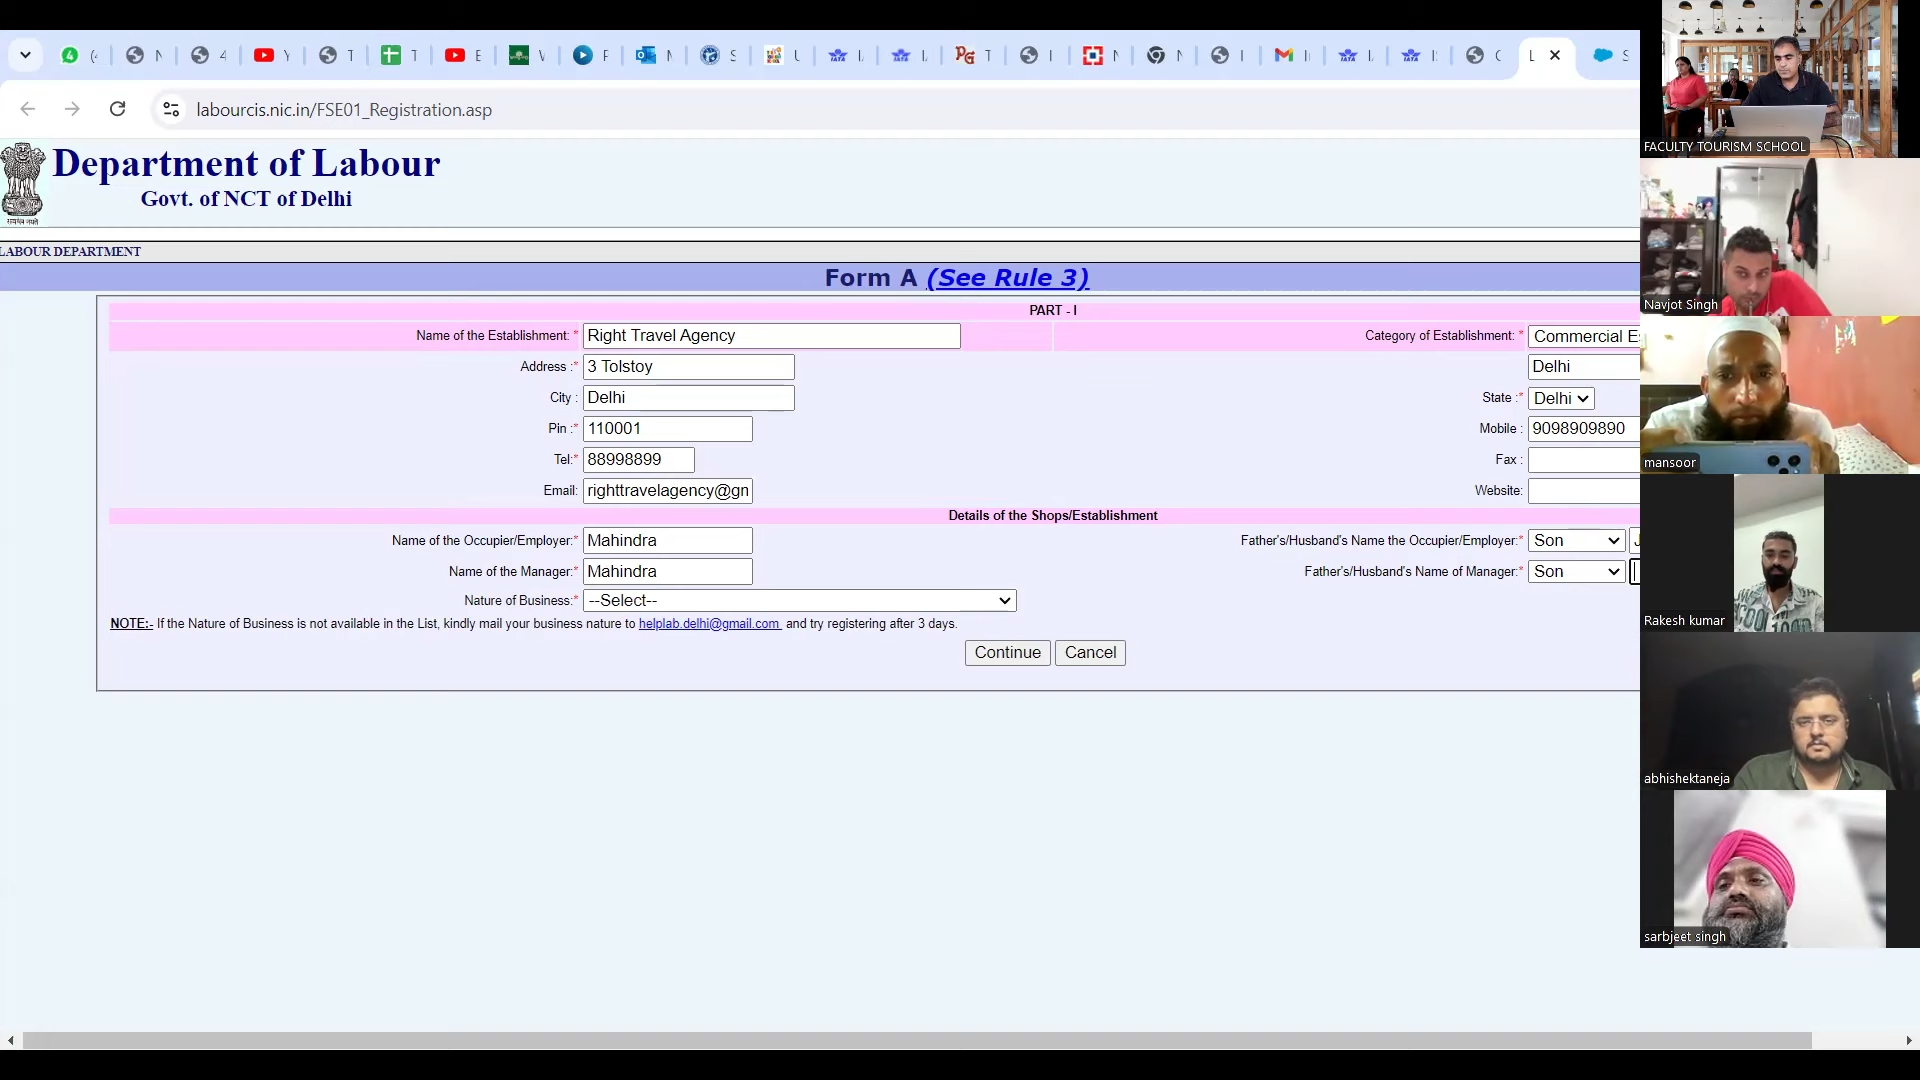 labourcis.nic.in/FSE01_Registration.asp
Department of Labour
Govt. of NCT of Delhi
LABOUR DEPARTMENT
Form A (See Rule 3)
PART - I
Name of the Establishment: * Right Travel Agency Category of Establishment: * Commercial
Address :* 3 Tolstoy Delhi
City : Delhi State :* Delhi
Pin :* 110001 Mobile : 9098909890
Tel:* 88998899 Fax :
Email: righttravelagency@gn Website:
Details of the Shops/Establishment
Name of the Occupier/Employer:* Mahindra Father's/Husband's Name the Occupier/Employer:* Son
Name of the Manager:* Mahindra Father's/Husband's Name of Manager:* Son
Nature of Business:* --Select--
NOTE:- If the Nature of Business is not available in the List, kindly mail your business nature to helplab.delhi@gmail.com and try registering after 3 days.
Continue Cancel
FACULTY TOURISM SCHOOL
Navjot Singh
mansoor
Rakesh kumar
abhishektaneja
sarbjeet singh